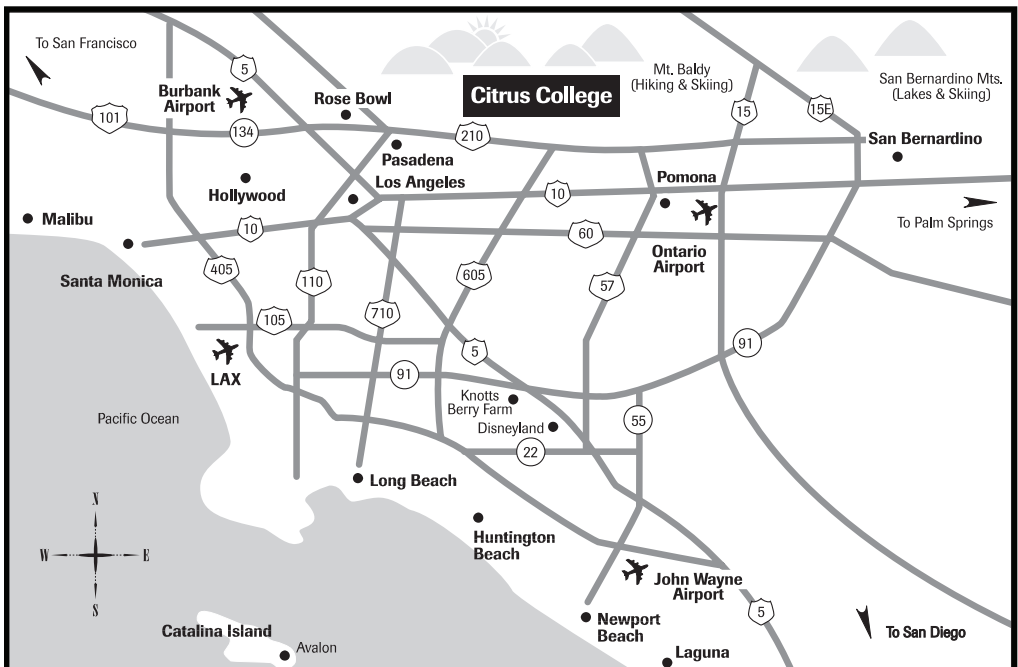 To San Francisco
5
Burbank
Airport
101
134
Rose Bowl
Citrus College
Mt. Baldy
(Hiking & Skiing)
San Bernardino Mts.
(Lakes & Skiing)
15
15E
210
San Bernardino
Pasadena
Hollywood
Los Angeles
Pomona
10
To Palm Springs
Malibu
10
60
Ontario
Airport
Santa Monica
405
110
605
57
105
710
LAX
5
91
91
Knotts
Berry Farm
Disneyland
55
Pacific Ocean
22
Long Beach
N
W
E
S
Huntington
Beach
John Wayne
Airport
Newport
Beach
5
To San Diego
Catalina Island
Avalon
Laguna